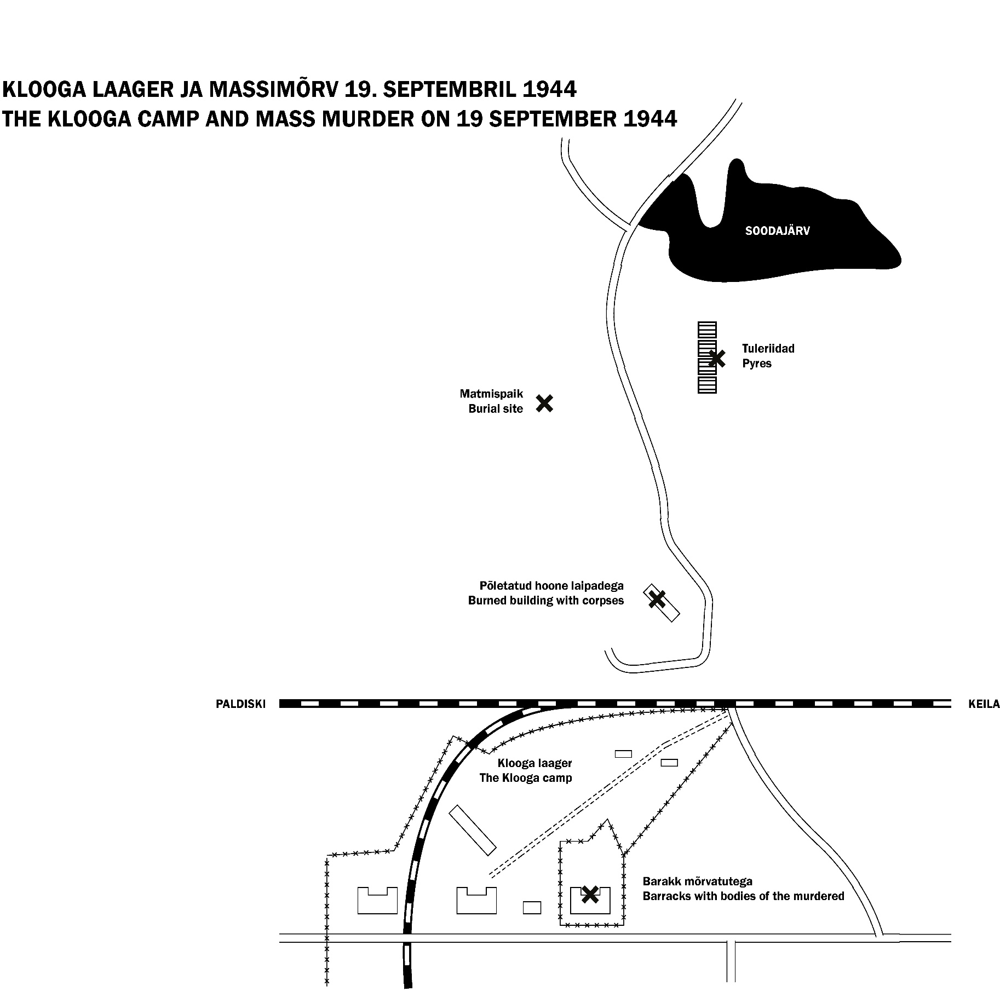 KLOOGA LAAGER JA MASSIMÕRV 19. SEPTEMBRIL 1944
THE KLOOGA CAMP AND MASS MURDER ON 19 SEPTEMBER 1944
SOODAJÄRV
Tuleriidad
Pyres
Matmispaik
Burial site
Põletatud hoone laipadega
Burned building with corpses
PALDISKI
KEILA
Klooga laager
The Klooga camp
Barakk mõrvatutega
Barracks with bodies of the murdered